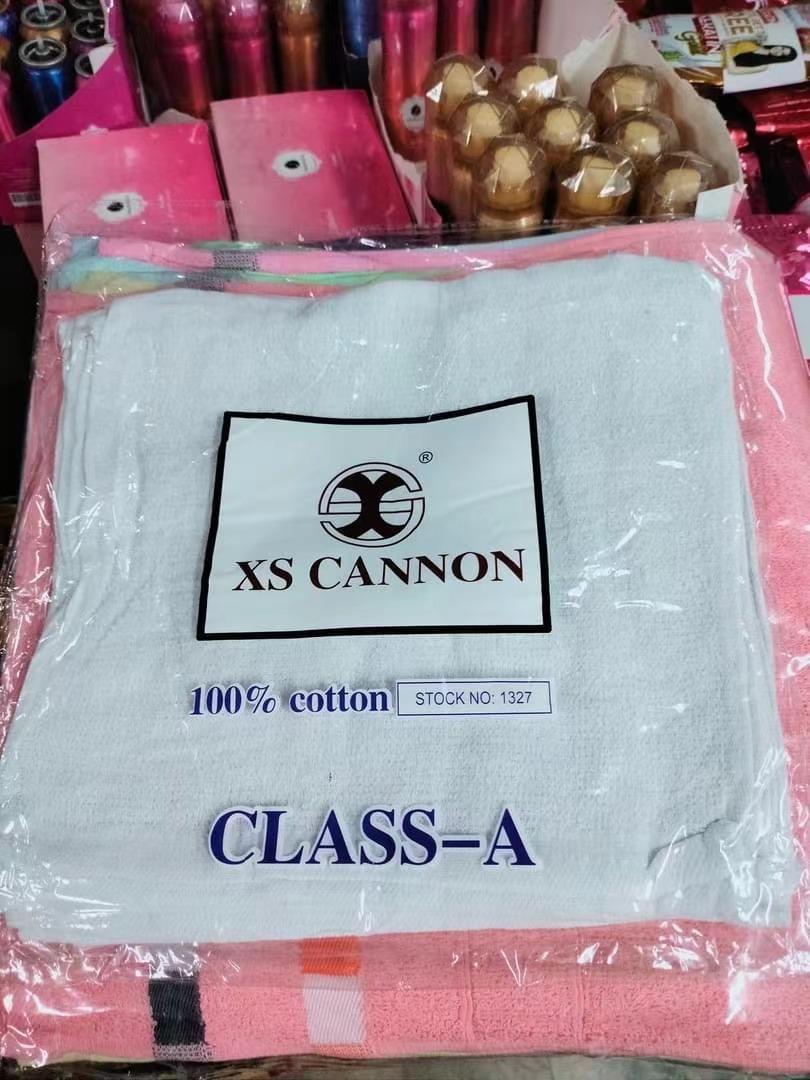 ®
XS CANNON
100% cotton
STOCK NO: 1327
CLASS-A